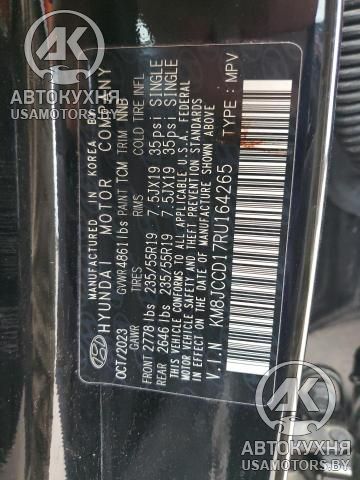 АВТОКУХНЯ
USAMOTORS.BY
MANUFACTURED IN KOREA BY
HYUNDAI MOTOR COMPANY
OCT/2023 GVWR 4861 lbs PAINT TCM TRIM NNB
GAWR TIRES RIMS COLD TIRE INFL.
FRONT 2778 lbs 235/55R19 7.5JX19 35psi SINGLE
REAR 2646 lbs 235/55R19 7.5JX19 35psi SINGLE
THIS VEHICLE CONFORMS TO ALL APPLICABLE U.S.A. FEDERAL
MOTOR VEHICLE SAFETY AND THEFT PREVENTION STANDARDS
IN EFFECT ON THE DATE OF MANUFACTURE SHOWN ABOVE
V.I.N KM8JCCD17RU164265 TYPE: MPV
АВТОКУХНЯ
USAMOTORS.BY
АВТОКУХНЯ
USAMOTORS.BY